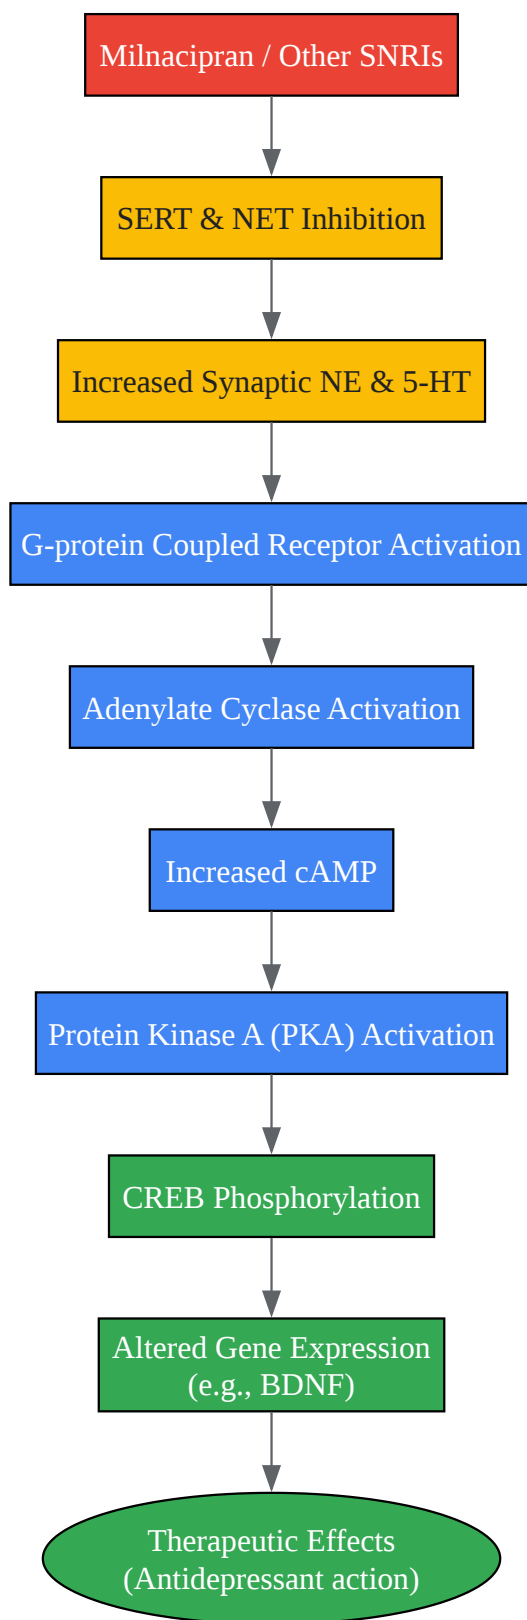 Milnacipran / Other SNRIs
SERT & NET Inhibition
Increased Synaptic NE & 5-HT
G-protein Coupled Receptor Activation
Adenylate Cyclase Activation
Increased cAMP
Protein Kinase A (PKA) Activation
CREB Phosphorylation
Altered Gene Expression
(e.g., BDNF)
Therapeutic Effects
(Antidepressant action)